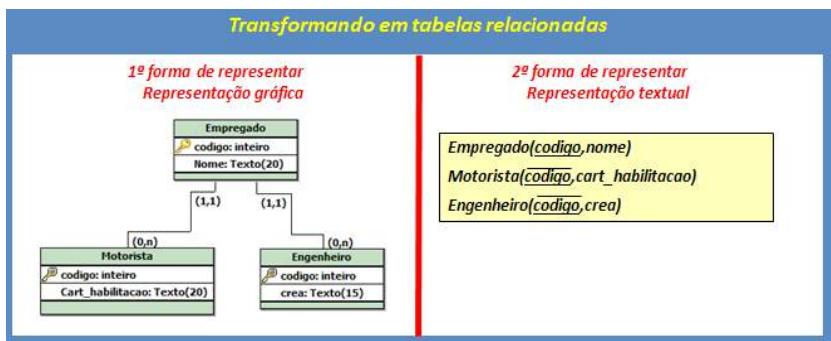 Transformando em tabelas relacionadas
1ª forma de representar
Representação gráfica
Empregado
codigo: inteiro
Nome: Texto(20)
(1,1)
(1,1)
(0,n)
(0,n)
Motorista
codigo: inteiro
Cart_habilitacao: Texto(20)
Engenheiro
codigo: inteiro
crea: Texto(15)
2ª forma de representar
Representação textual
Empregado(codigo,nome)
Motorista(codigo,cart_habilitacao)
Engenheiro(codigo,crea)